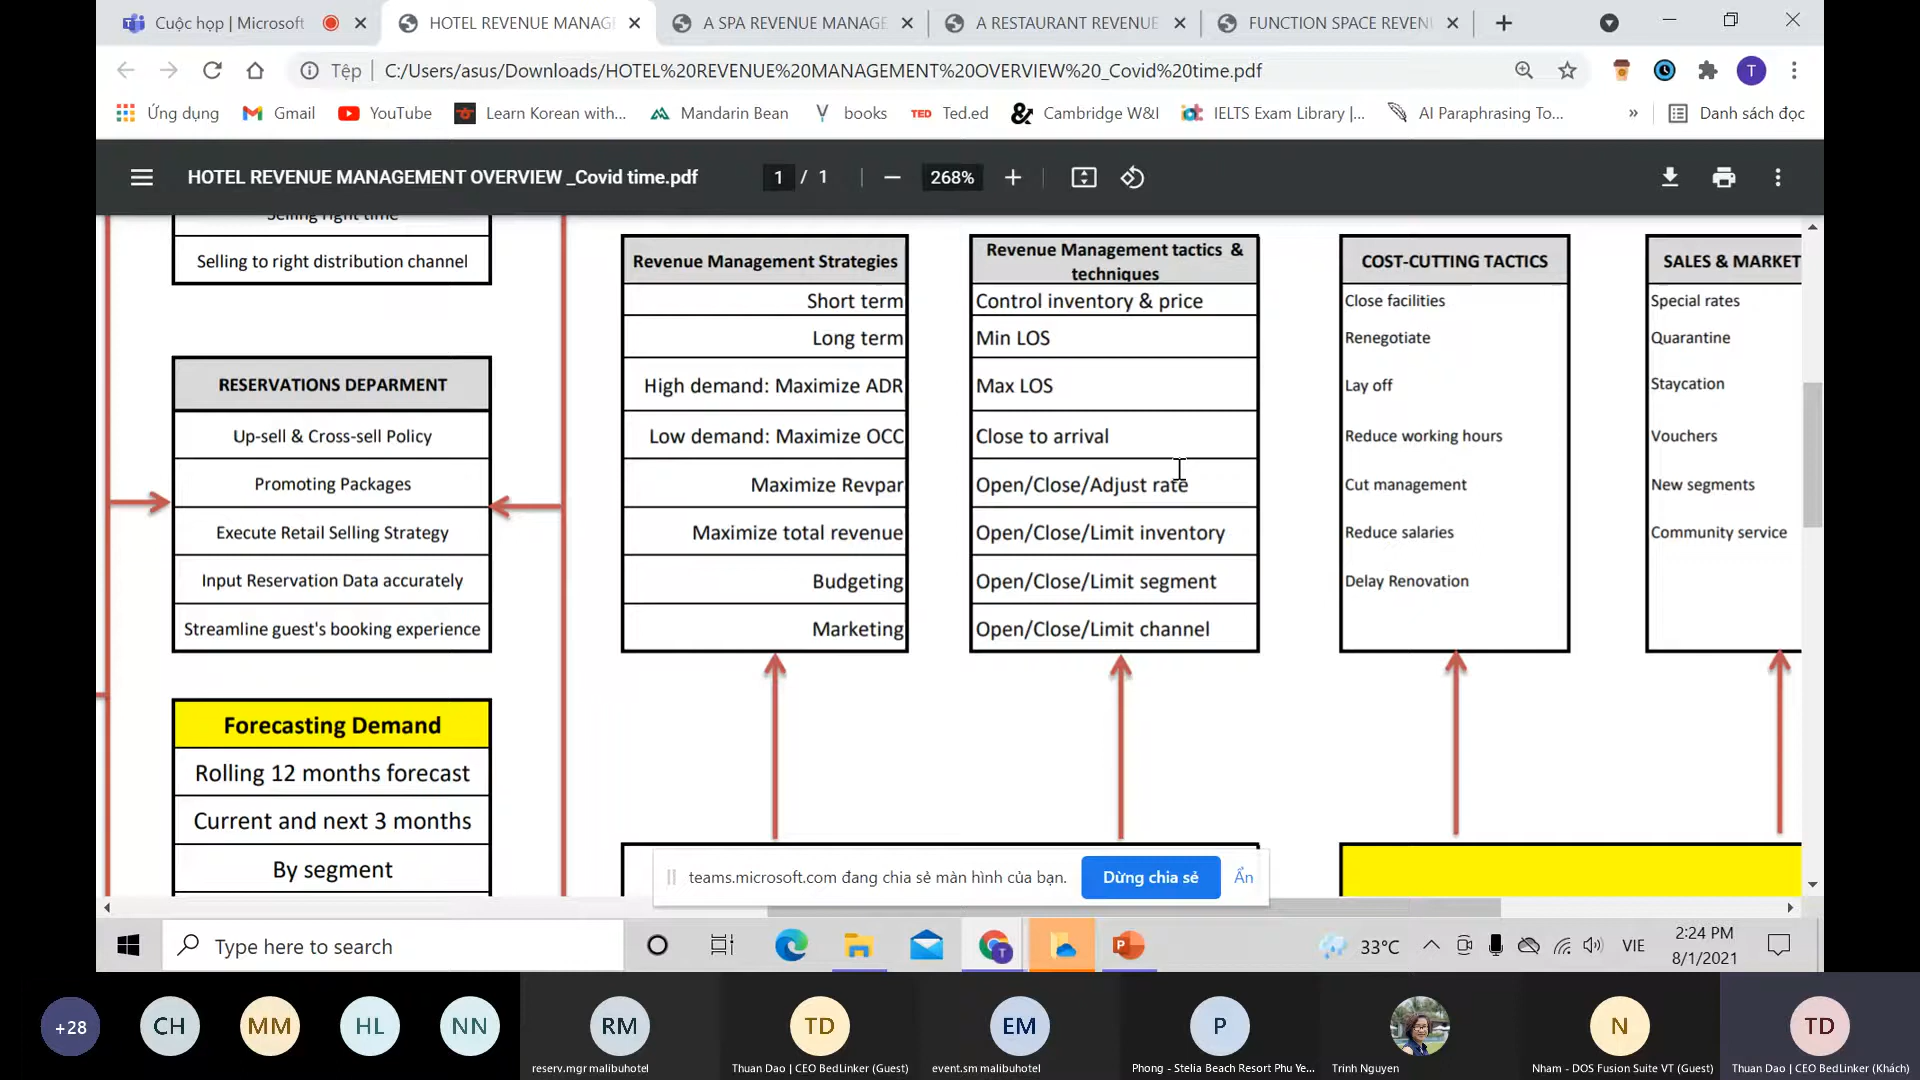 Cuộc họp | Microsoft
HOTEL REVENUE MANAG
A SPA REVENUE MANAGE
A RESTAURANT REVENUE
FUNCTION SPACE REVEN
Tệp
C:/Users/asus/Downloads/HOTEL%20REVENUE%20MANAGEMENT%20OVERVIEW%20_Covid%20time.pdf
T
Ứng dụng
Gmail
YouTube
Learn Korean with...
Mandarin Bean
books
TED
Ted.ed
Cambridge W&I
IELTS Exam Library |...
AI Paraphrasing To...
»
Danh sách đọc
HOTEL REVENUE MANAGEMENT OVERVIEW _Covid time.pdf
1 / 1
268%
Selling right time
Selling to right distribution channel
RESERVATIONS DEPARMENT
Up-sell & Cross-sell Policy
Promoting Packages
Execute Retail Selling Strategy
Input Reservation Data accurately
Streamline guest's booking experience
Forecasting Demand
Rolling 12 months forecast
Current and next 3 months
By segment
Revenue Management Strategies
Short term
Long term
High demand: Maximize ADR
Low demand: Maximize OCC
Maximize Revpar
Maximize total revenue
Budgeting
Marketing
Revenue Management tactics &
techniques
Control inventory & price
Min LOS
Max LOS
Close to arrival
Open/Close/Adjust rate
Open/Close/Limit inventory
Open/Close/Limit segment
Open/Close/Limit channel
COST-CUTTING TACTICS
Close facilities
Renegotiate
Lay off
Reduce working hours
Cut management
Reduce salaries
Delay Renovation
SALES & MARKET
Special rates
Quarantine
Staycation
Vouchers
New segments
Community service
teams.microsoft.com đang chia sẻ màn hình của bạn.
Dừng chia sẻ
Ẩn
Type here to search
33°C
VIE
2:24 PM
8/1/2021
+28
CH
MM
HL
NN
RM
reserv.mgr malibuhotel
TD
Thuan Dao | CEO BedLinker (Guest)
EM
event.sm malibuhotel
P
Phong - Stelia Beach Resort Phu Ye...
Trinh Nguyen
N
Nham - DOS Fusion Suite VT (Guest)
TD
Thuan Dao | CEO BedLinker (Khách)